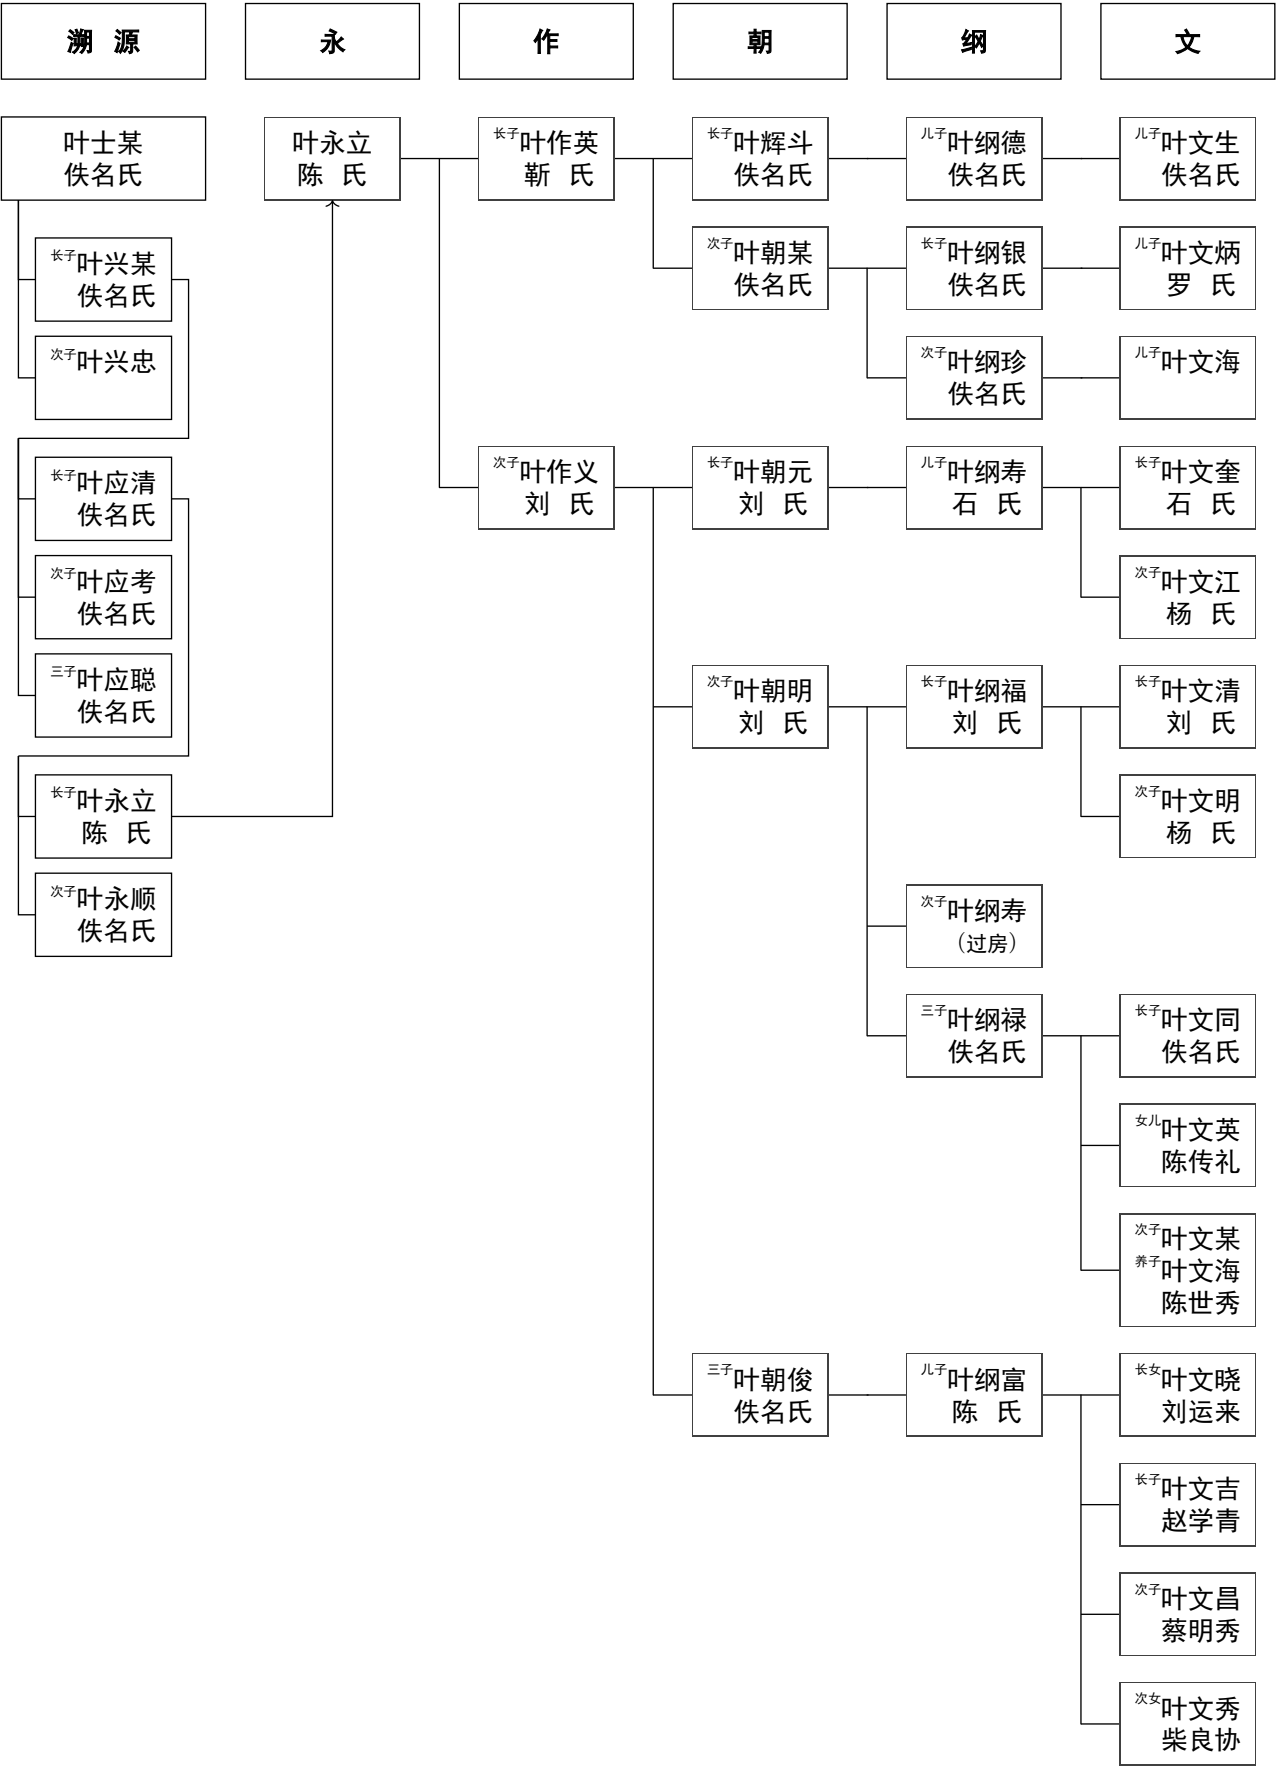 溯 源
永
作
朝
纲
文
叶士某
佚名氏
长子叶兴某
佚名氏
次子叶兴忠
长子叶应清
佚名氏
次子叶应考
佚名氏
三子叶应聪
佚名氏
长子叶永立
陈 氏
次子叶永顺
佚名氏
叶永立
陈 氏
长子叶作英
靳 氏
次子叶作义
刘 氏
长子叶辉斗
佚名氏
次子叶朝某
佚名氏
长子叶朝元
刘 氏
次子叶朝明
刘 氏
三子叶朝俊
佚名氏
儿子叶纲德
佚名氏
长子叶纲银
佚名氏
次子叶纲珍
佚名氏
儿子叶纲寿
石 氏
长子叶纲福
刘 氏
次子叶纲寿
（过房）
三子叶纲禄
佚名氏
儿子叶纲富
陈 氏
儿子叶文生
佚名氏
儿子叶文炳
罗 氏
儿子叶文海
长子叶文奎
石 氏
次子叶文江
杨 氏
长子叶文清
刘 氏
次子叶文明
杨 氏
长子叶文同
佚名氏
女儿叶文英
陈传礼
次子叶文某
养子叶文海
陈世秀
长女叶文晓
刘运来
长子叶文吉
赵学青
次子叶文昌
蔡明秀
次女叶文秀
柴良协